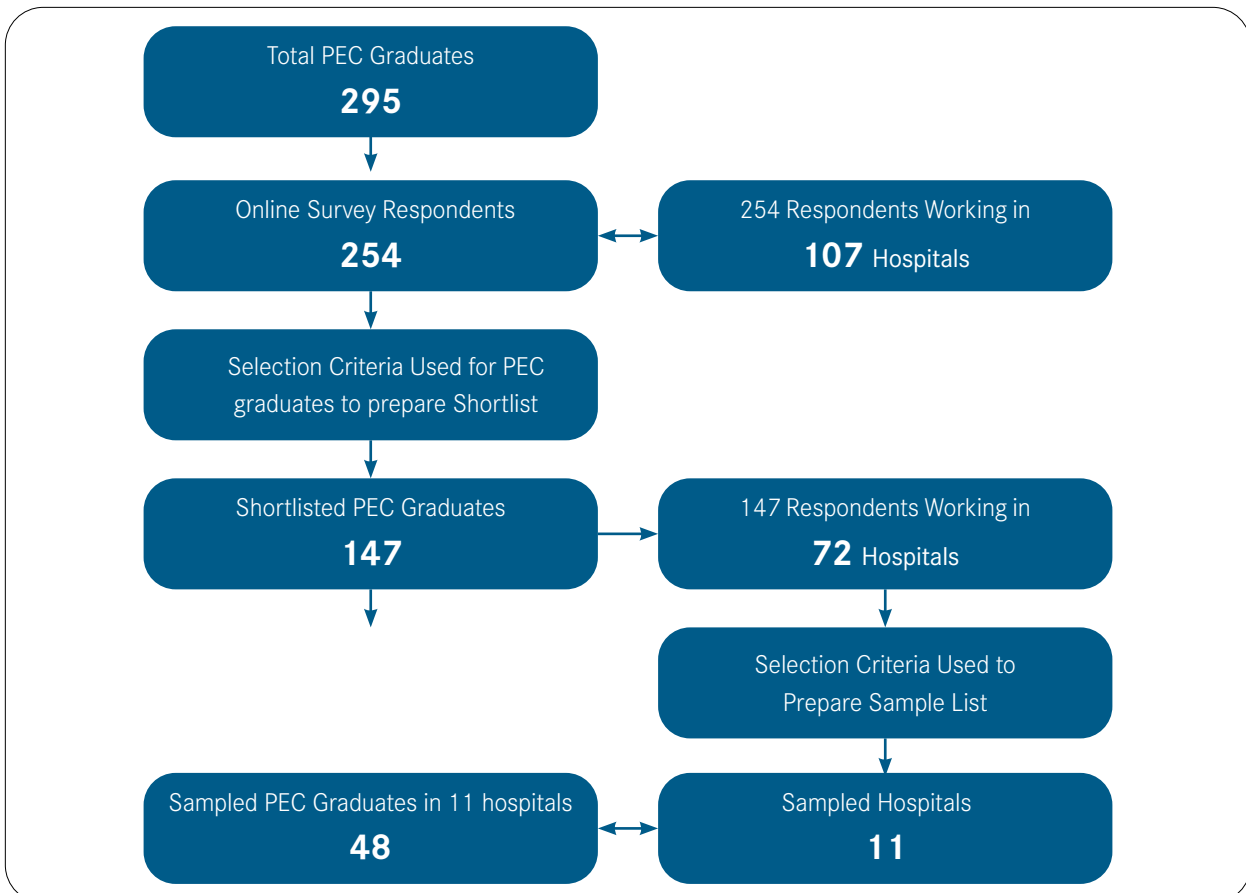 Total PEC Graduates
295
Online Survey Respondents
254
254 Respondents Working in
107 Hospitals
Selection Criteria Used for PEC
graduates to prepare Shortlist
Shortlisted PEC Graduates
147
147 Respondents Working in
72 Hospitals
Selection Criteria Used to
Prepare Sample List
Sampled PEC Graduates in 11 hospitals
48
Sampled Hospitals
11